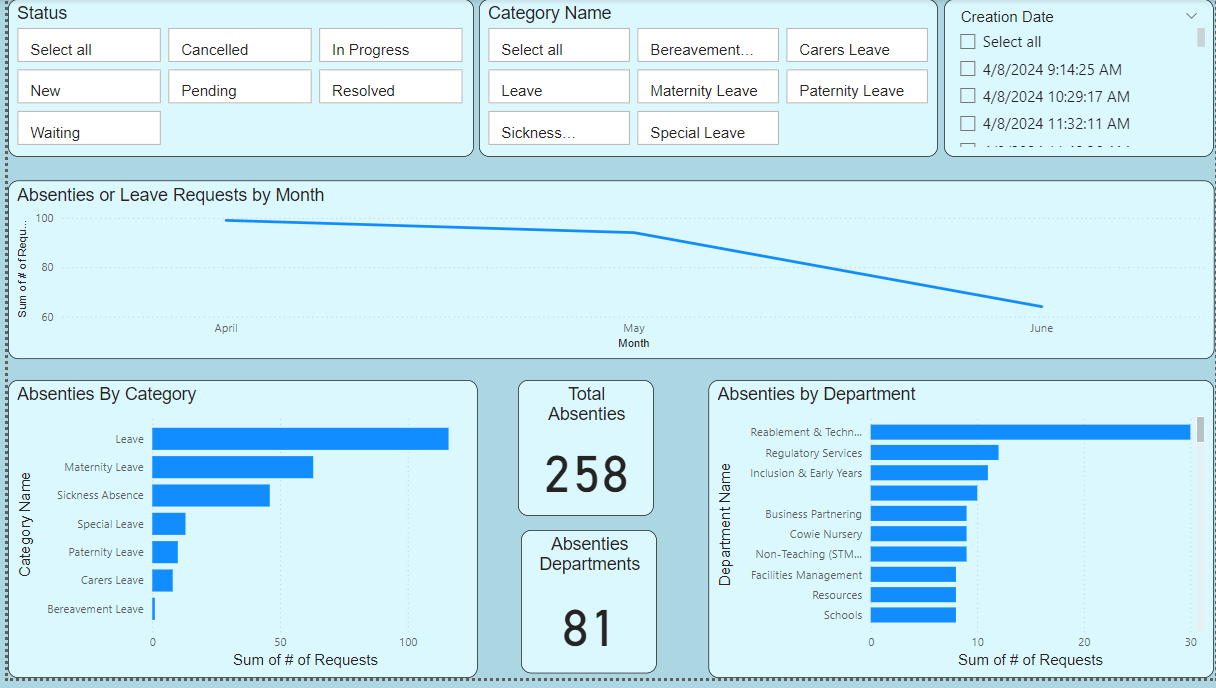 Status
Select all
Cancelled
In Progress
New
Pending
Resolved
Waiting
Category Name
Select all
Bereavement...
Carers Leave
Leave
Maternity Leave
Paternity Leave
Sickness...
Special Leave
Creation Date
Select all
4/8/2024 9:14:25 AM
4/8/2024 10:29:17 AM
4/8/2024 11:32:11 AM
Absenties or Leave Requests by Month
Sum of # of Requ...
100
80
60
April
May
June
Month
Absenties By Category
Category Name
Leave
Maternity Leave
Sickness Absence
Special Leave
Paternity Leave
Carers Leave
Bereavement Leave
0
50
100
Sum of # of Requests
Total
Absenties
258
Absenties
Departments
81
Absenties by Department
Department Name
Reablement & Techn...
Regulatory Services
Inclusion & Early Years
Business Partnering
Cowie Nursery
Non-Teaching (STM...
Facilities Management
Resources
Schools
0
10
20
30
Sum of # of Requests